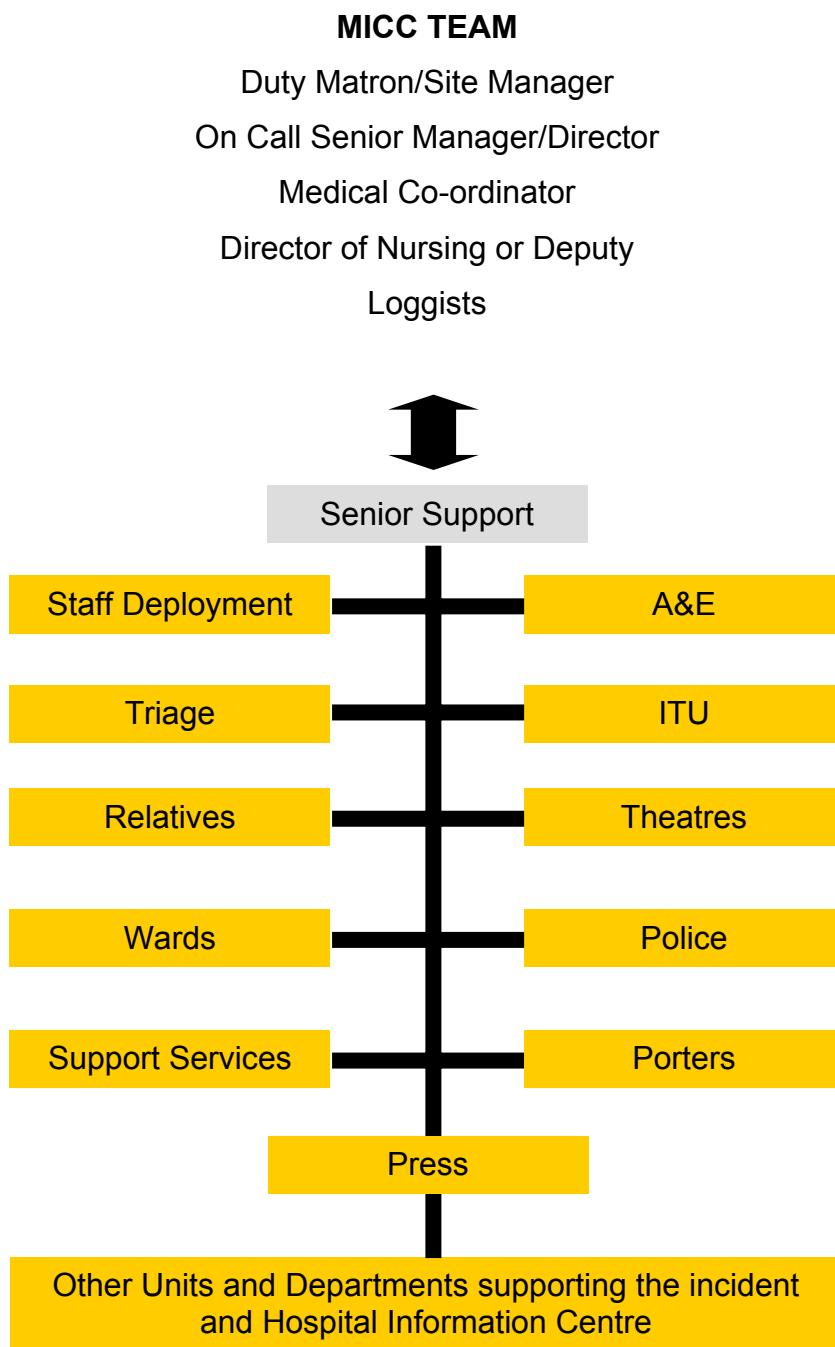 MICC TEAM
Duty Matron/Site Manager
On Call Senior Manager/Director
Medical Co-ordinator
Director of Nursing or Deputy
Loggists
Senior Support
Staff Deployment
A&E
Triage
ITU
Relatives
Theatres
Wards
Police
Support Services
Porters
Press
Other Units and Departments supporting the incident
and Hospital Information Centre